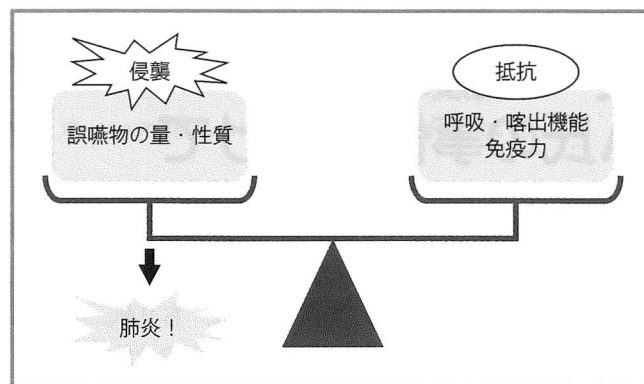 侵襲
誤嚥物の量・性質
抵抗
呼吸・喀出機能
免疫力
肺炎！